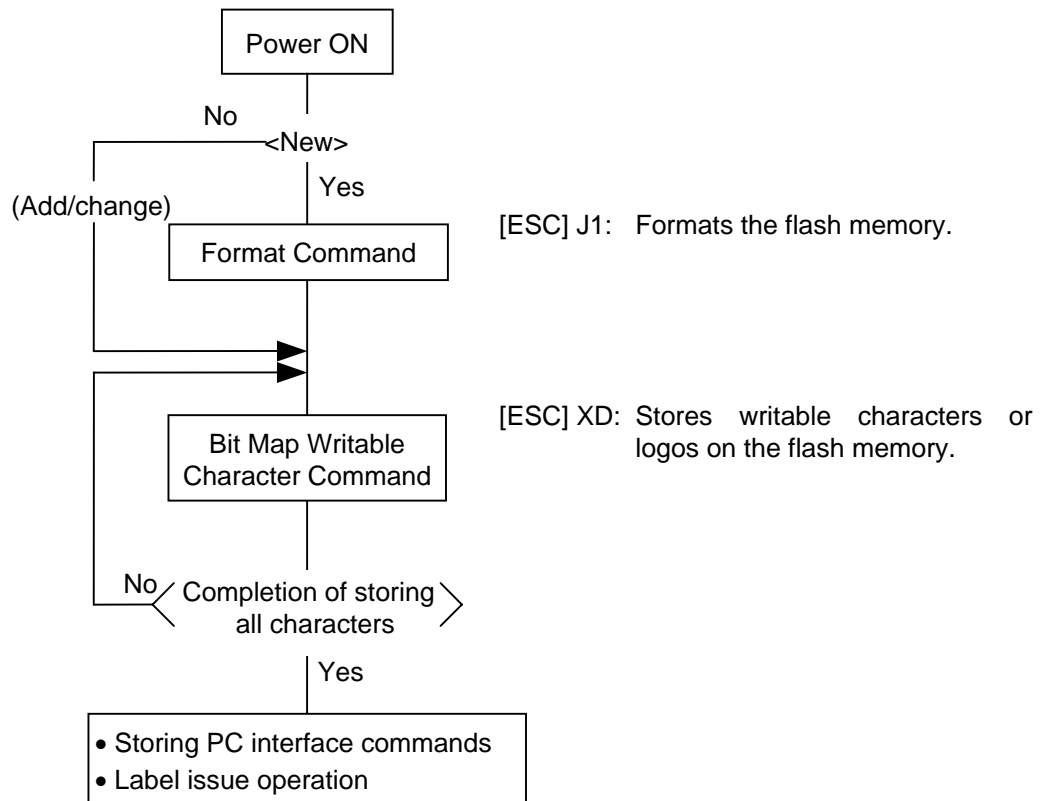 Power ON
No
<New>
Yes
(Add/change)
Format Command
[ESC] J1: Formats the flash memory.
Bit Map Writable
Character Command
[ESC] XD: Stores writable characters or
logos on the flash memory.
No
Completion of storing
all characters
Yes
• Storing PC interface commands
• Label issue operation